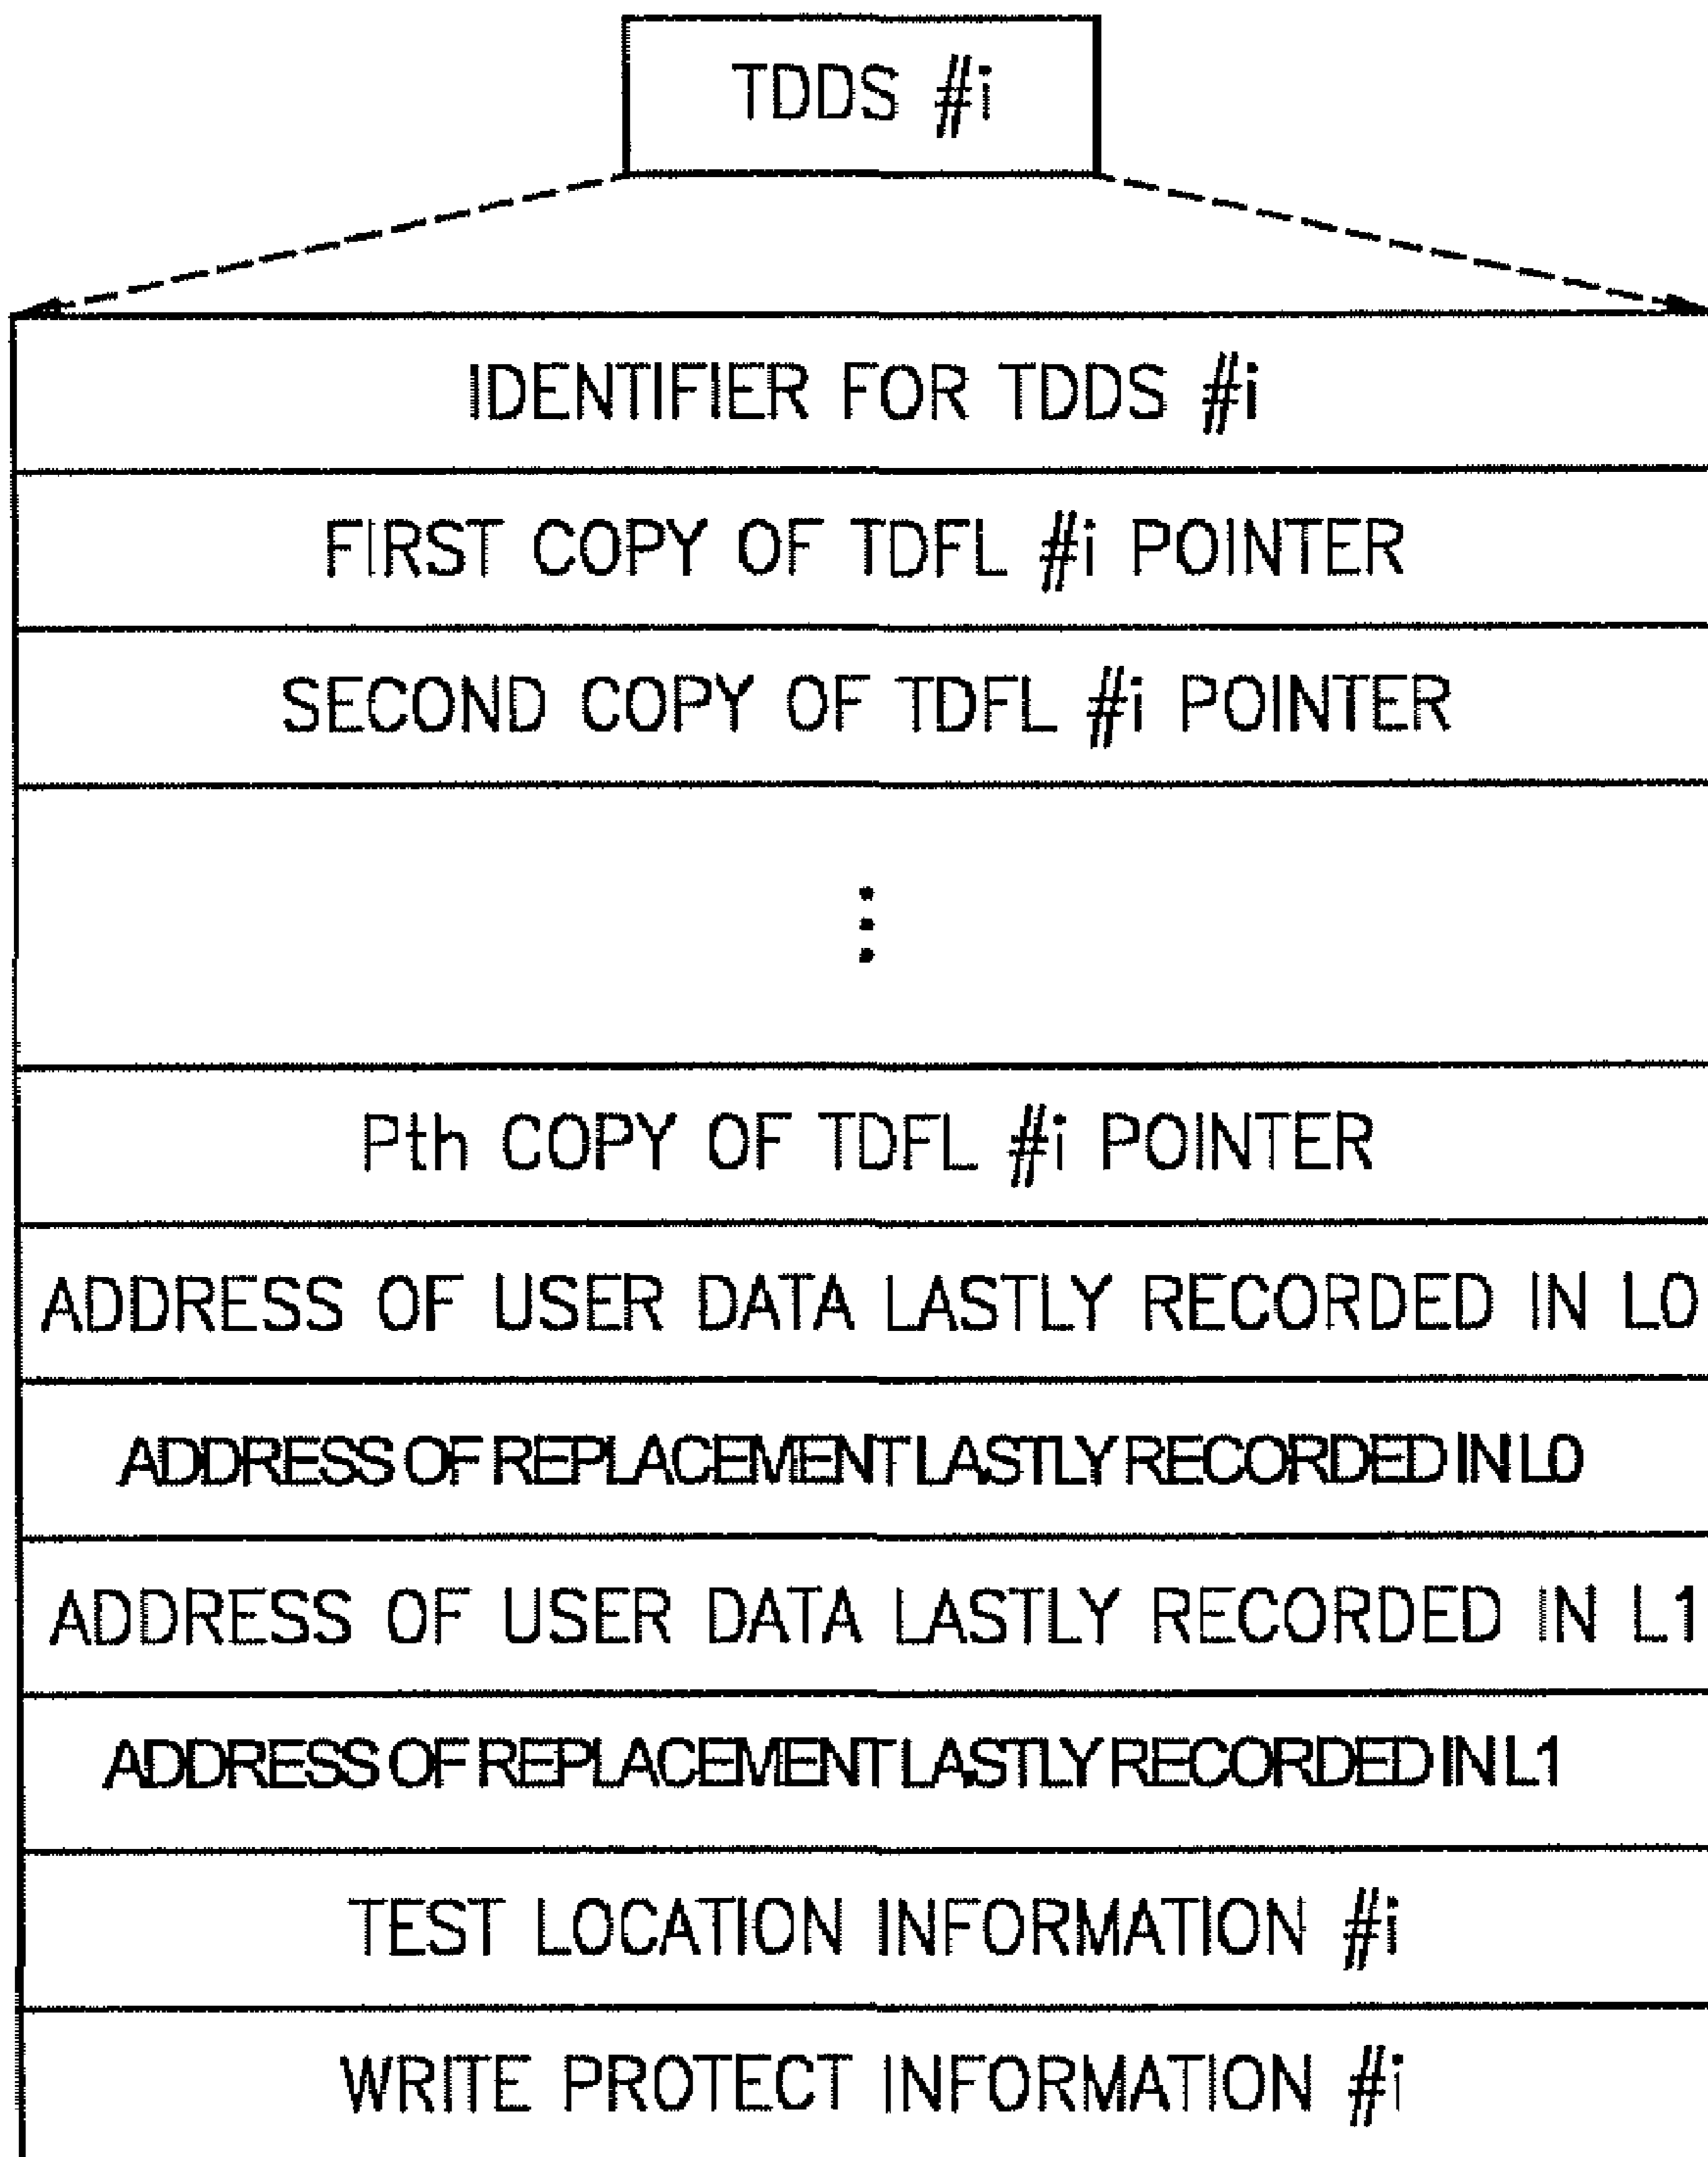 TDDS #i
IDENTIFIER FOR TDDS #i
FIRST COPY OF TDFL #i POINTER
SECOND COPY OF TDFL #i POINTER
⋮
Pth COPY OF TDFL #i POINTER
ADDRESS OF USER DATA LASTLY RECORDED IN L0
ADDRESS OF REPLACEMENT LASTLY RECORDED IN L0
ADDRESS OF USER DATA LASTLY RECORDED IN L1
ADDRESS OF REPLACEMENT LASTLY RECORDED IN L1
TEST LOCATION INFORMATION #i
WRITE PROTECT INFORMATION #i